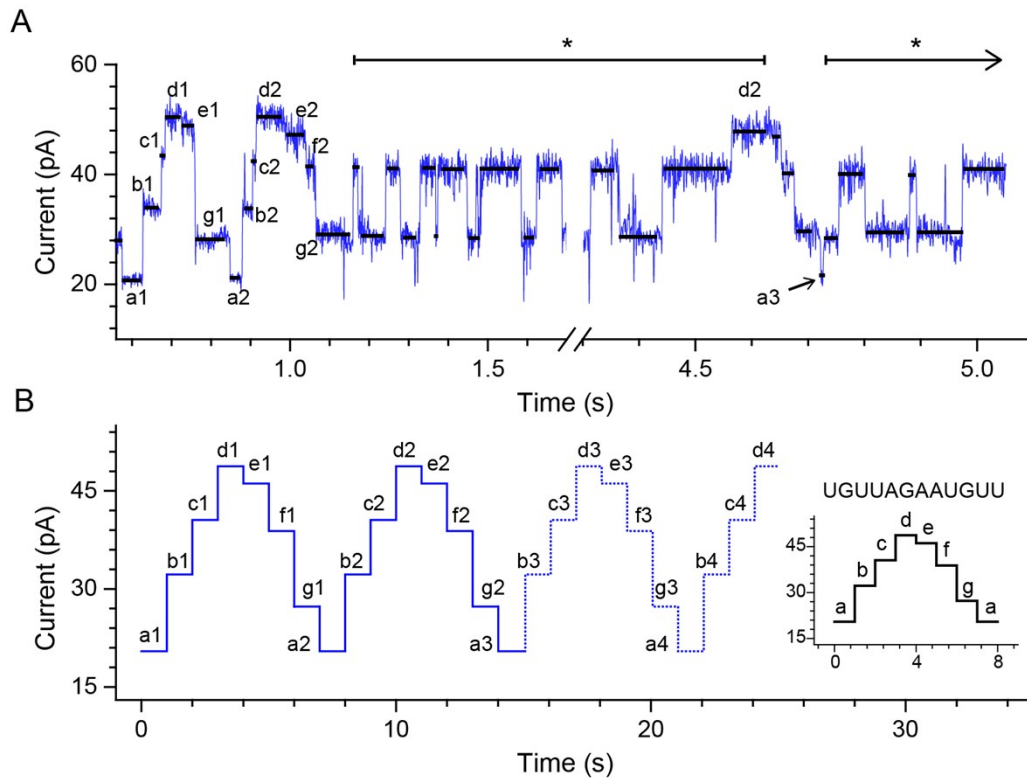 A
* *
60
40
20
Current (pA)
d1
e1
c1
b1
g1
a1
a2
d2
e2
f2
c2
b2
g2
d2
a3
1.0 1.5 4.5 5.0
Time (s)
B
45
30
15
Current (pA)
a1
b1
c1
d1
e1
f1
g1
a2
b2
c2
d2
e2
f2
g2
a3
b3
c3
d3
e3
f3
g3
a4
b4
c4
d4
UGUUAGAAUGUU
45
30
15
a
b
c
d
e
f
g
a
0 4 8
0 10 20 30
Time (s)